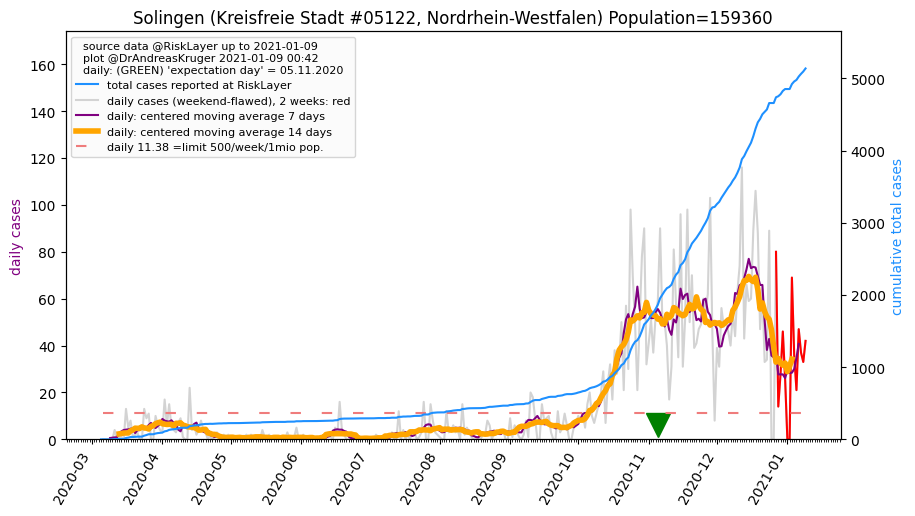 Solingen (Kreisfreie Stadt #05122, Nordrhein-Westfalen) Population=159360
source data @RiskLayer up to 2021-01-09
plot @DrAndreasKruger 2021-01-09 00:42
daily: (GREEN) 'expectation day' = 05.11.2020
total cases reported at RiskLayer
daily cases (weekend-flawed), 2 weeks: red
daily: centered moving average 7 days
daily: centered moving average 14 days
daily 11.38 =limit 500/week/1mio pop.
daily cases
160
140
120
100
80
60
40
20
0
cumulative total cases
5000
4000
3000
2000
1000
0
2020-03
2020-04
2020-05
2020-06
2020-07
2020-08
2020-09
2020-10
2020-11
2020-12
2021-01